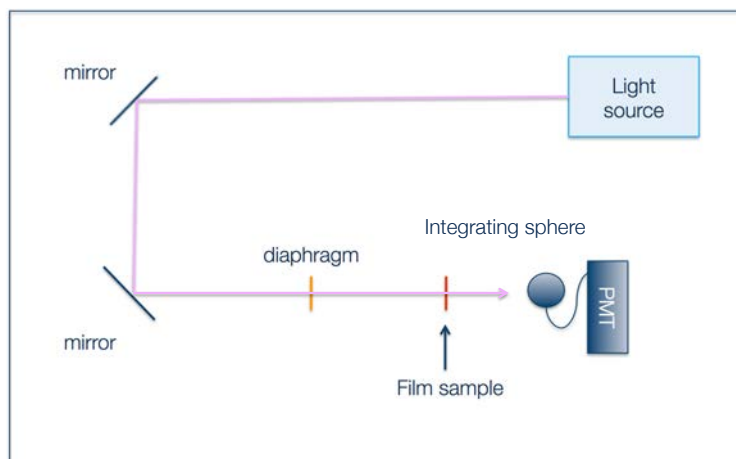 mirror
Light
source
Integrating sphere
diaphragm
PMT
mirror
Film sample